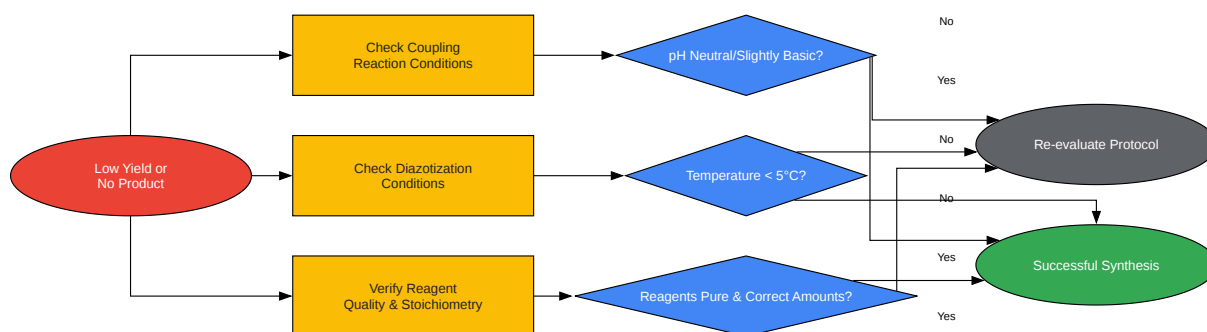 Low Yield or
No Product
Check Coupling
Reaction Conditions
pH Neutral/Slightly Basic?
No
Yes
Check Diazotization
Conditions
Temperature < 5°C?
No
Re-evaluate Protocol
No
Verify Reagent
Quality & Stoichiometry
Reagents Pure & Correct Amounts?
Yes
Successful Synthesis
Yes